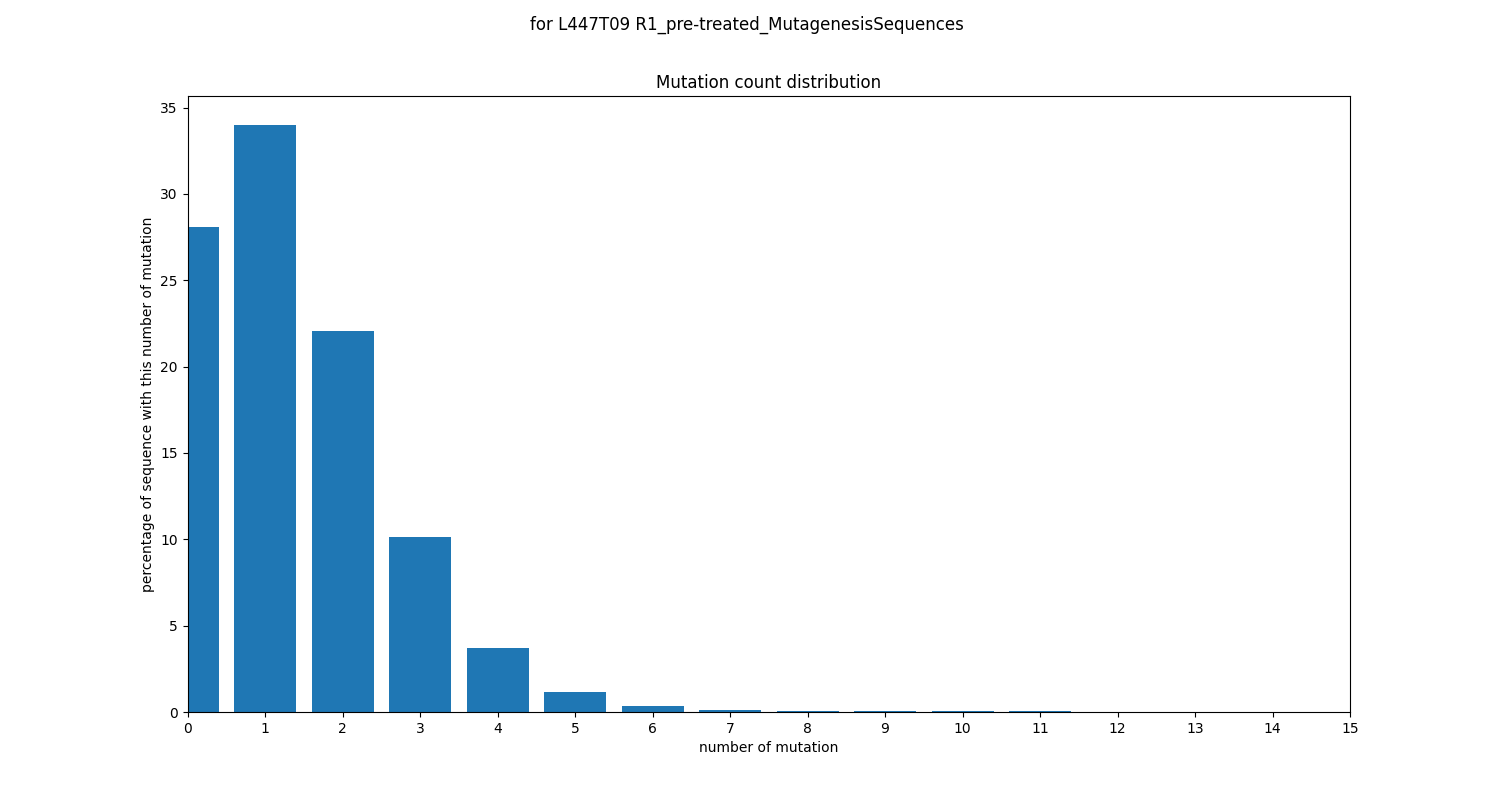 for L447T09 R1_pre-treated_MutagenesisSequences
Mutation count distribution
35
30
25
20
15
10
5
0
percentage of sequence with this number of mutation
0 1 2 3 4 5 6 7 8 9 10 11 12 13 14 15
number of mutation